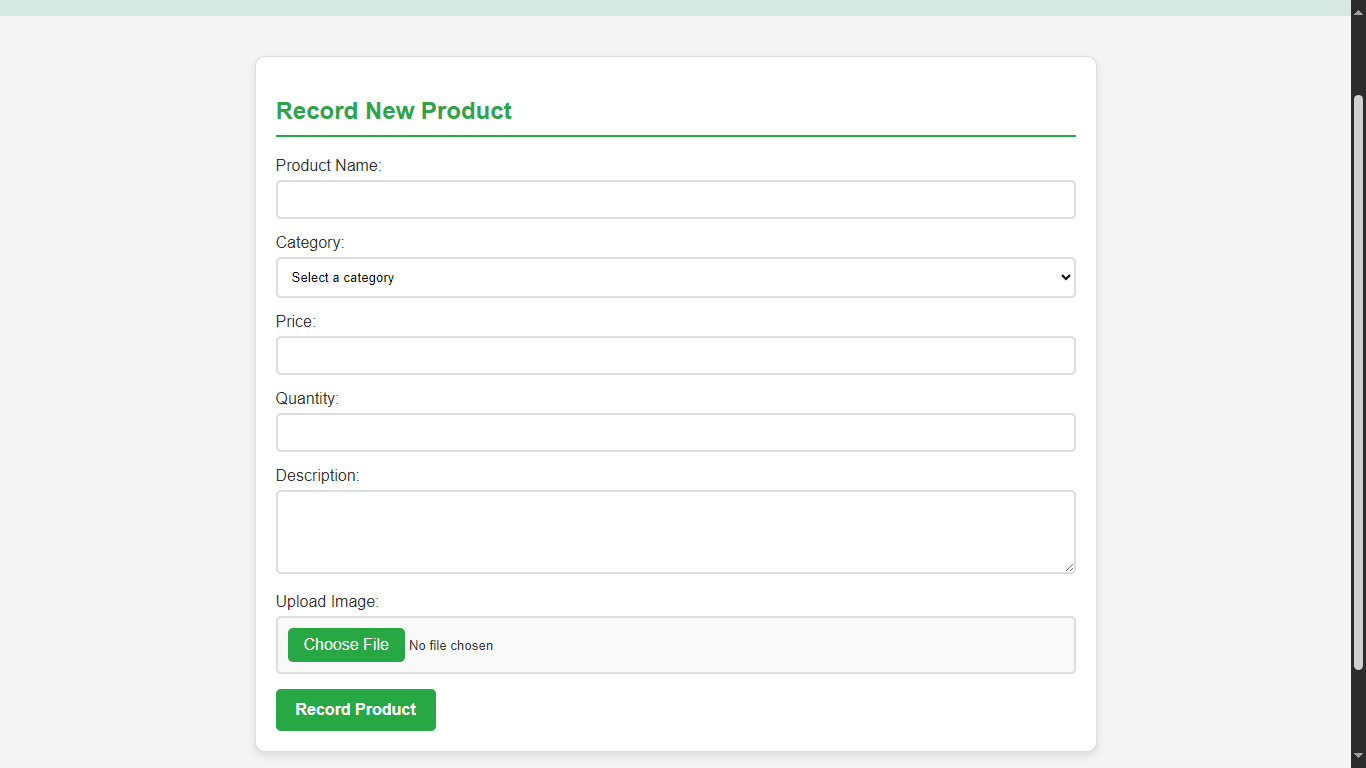 Record New Product
Product Name:
Category:
Select a category
Price:
Quantity:
Description:
Upload Image:
Choose File No file chosen
Record Product